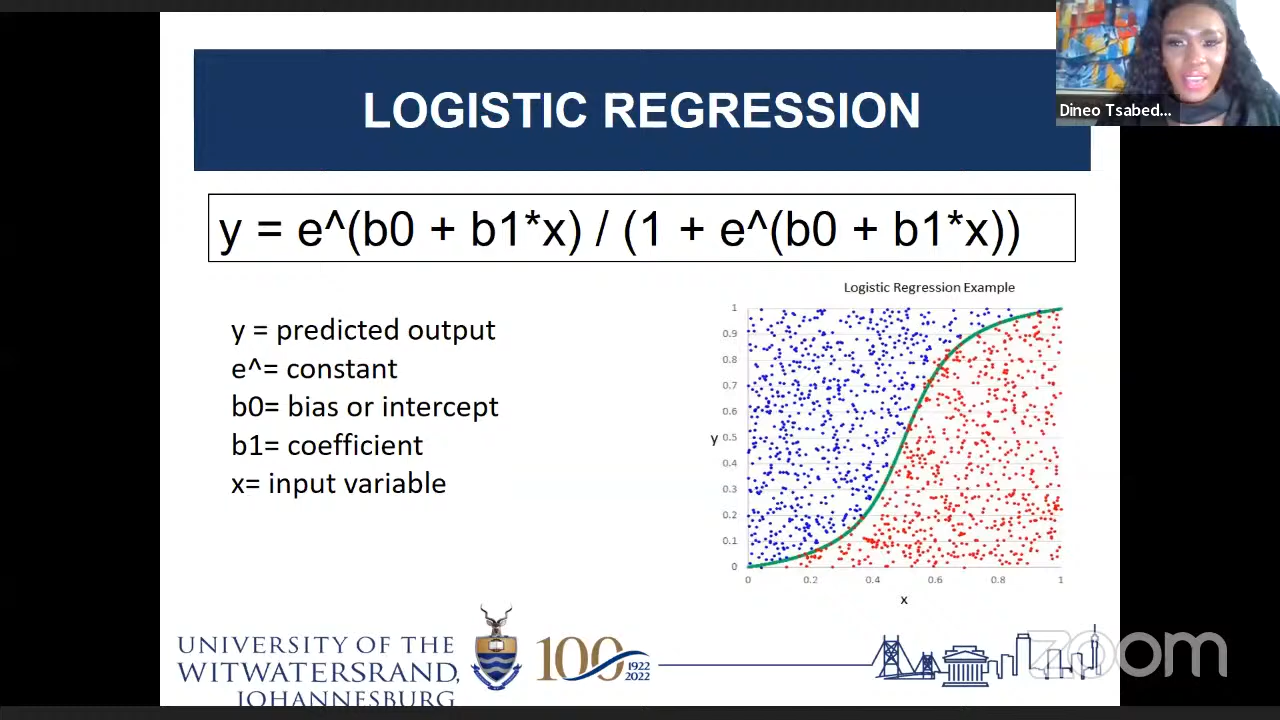 LOGISTIC REGRESSION
Dineo Tsabed...
y = e^(b0 + b1*x) / (1 + e^(b0 + b1*x))
y = predicted output
e^= constant
b0= bias or intercept
b1= coefficient
x= input variable
Logistic Regression Example
1
0.9
0.8
0.7
0.6
y 0.5
0.4
0.3
0.2
0.1
0
0 0.2 0.4 0.6 0.8 1
x
UNIVERSITY OF THE
WITWATERSRAND,
JOHANNESBURG
100
1922
2022
zoom